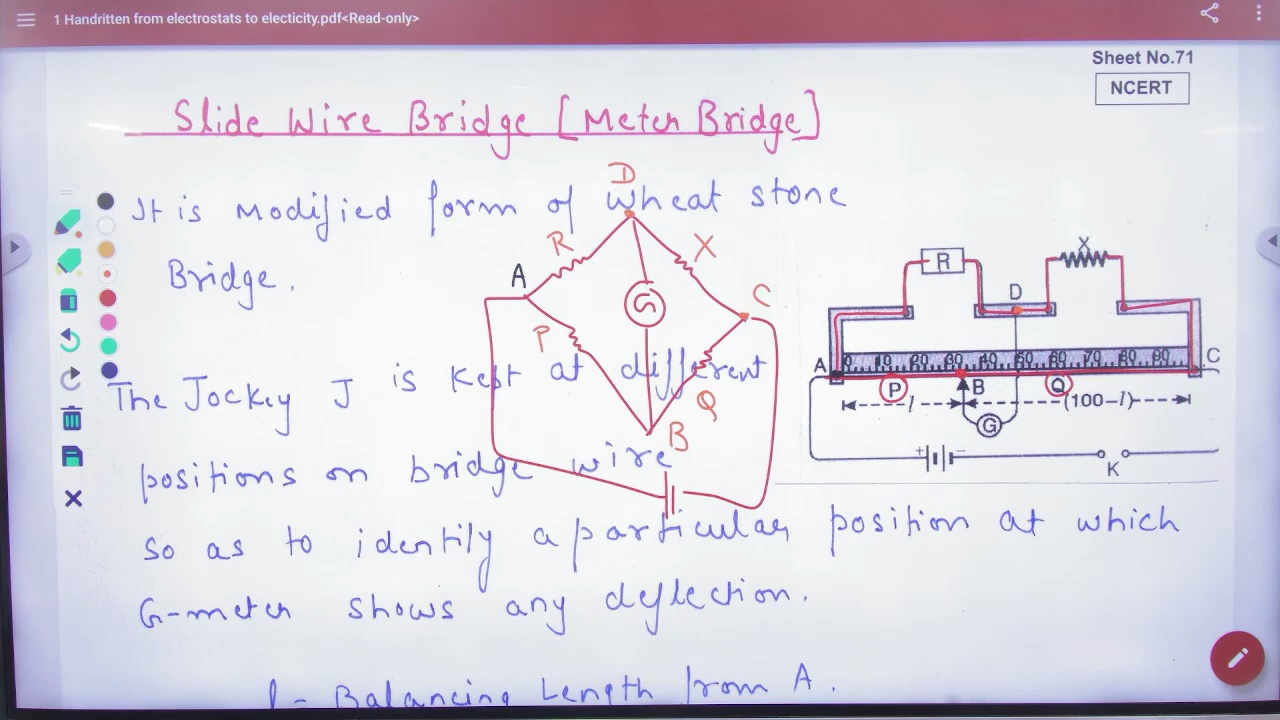 1 Handritten from electrostats to electicity.pdf<Read-only>
Sheet No.71
NCERT
Slide Wire Bridge [Meter Bridge]
It is modified form of wheat stone
Bridge.
The Jockey J is kept at different
positions on bridge wire
so as to identify a particular position at which
G-meter shows any deflection.
l - Balancing Length from A.
D
R
X
A
G
C
P
Q
B
R
X
D
A
0 10 20 30 40 50 60 70 80 90
C
P
B
Q
l
(100-l)
G
+
−
K